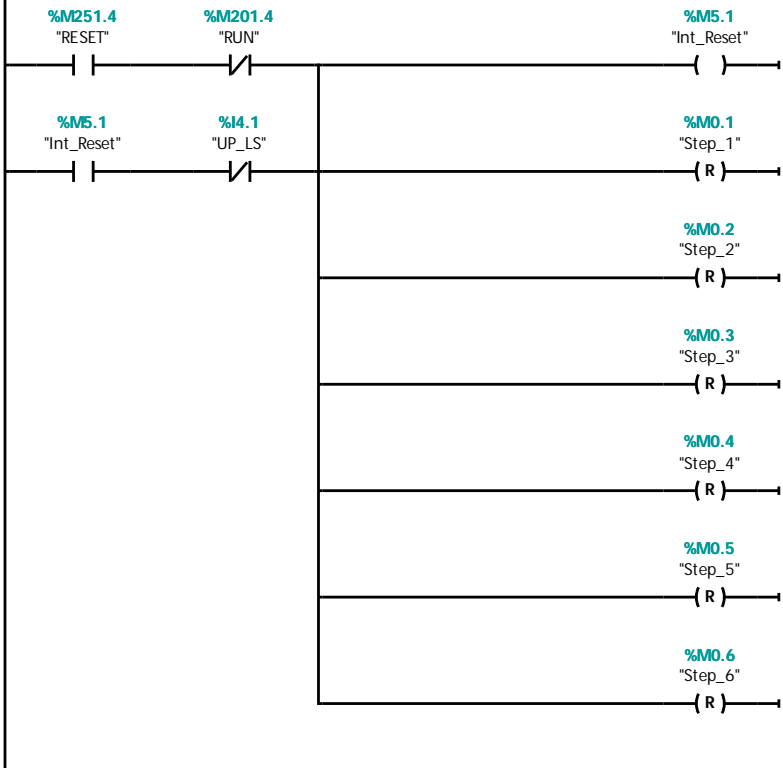 %M251.4 %M201.4 %M5.1
"RESET" "RUN" "Int_Reset"
%M5.1 %I4.1 %M0.1
"Int_Reset" "UP_LS" "Step_1"
R
%M0.2
"Step_2"
R
%M0.3
"Step_3"
R
%M0.4
"Step_4"
R
%M0.5
"Step_5"
R
%M0.6
"Step_6"
R